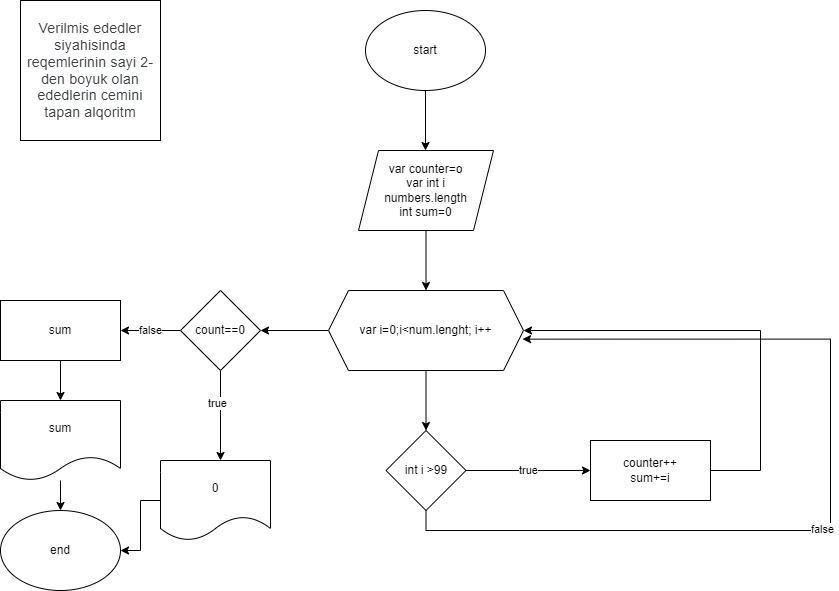 Verilmis ededler
siyahisinda
reqemlerinin sayi 2-
den boyuk olan
ededlerin cemini
tapan alqoritm
start
var counter=o
var int i
numbers.length
int sum=0
var i=0;i<num.lenght; i++
count==0
false
sum
true
sum
0
int i >99
true
counter++
sum+=i
false
end